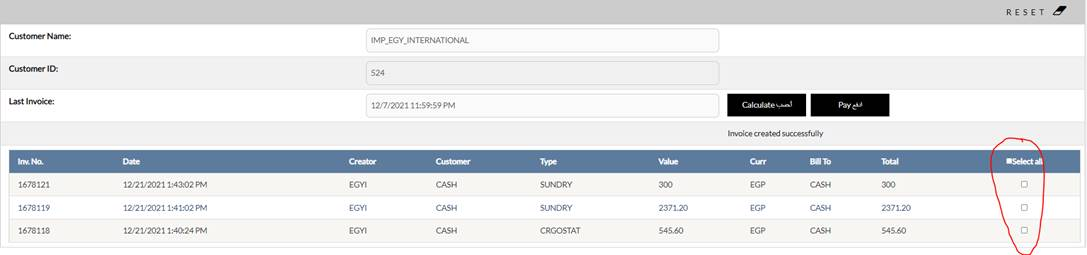 RESET
Customer Name: IMP_EGY_INTERNATIONAL
Customer ID: 524
Last Invoice: 12/7/2021 11:59:59 PM Calculate أحسب Pay ادفع
Invoice created successfully
Inv. No. Date Creator Customer Type Value Curr Bill To Total Select all
1678121 12/21/2021 1:43:02 PM EGYI CASH SUNDRY 300 EGP CASH 300
1678119 12/21/2021 1:41:02 PM EGYI CASH SUNDRY 2371.20 EGP CASH 2371.20
1678118 12/21/2021 1:40:24 PM EGYI CASH CRGOSTAT 545.60 EGP CASH 545.60